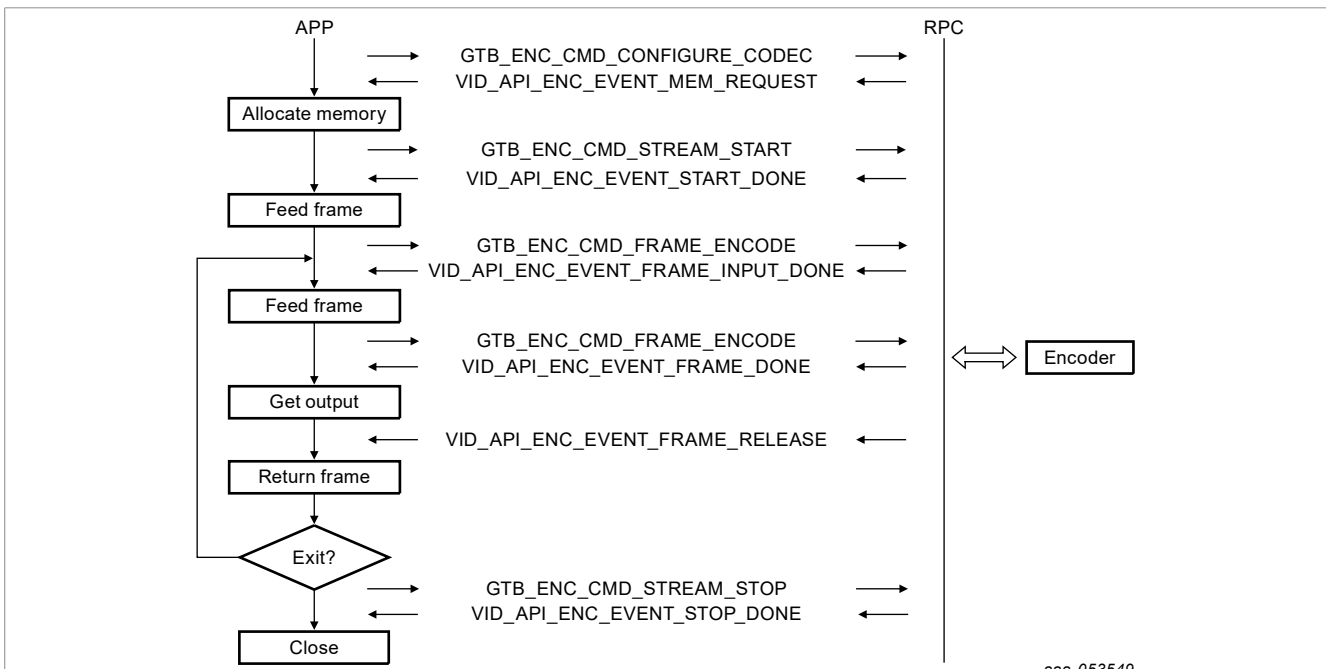 APP RPC
GTB_ENC_CMD_CONFIGURE_CODEC
VID_API_ENC_EVENT_MEM_REQUEST
Allocate memory
GTB_ENC_CMD_STREAM_START
VID_API_ENC_EVENT_START_DONE
Feed frame
GTB_ENC_CMD_FRAME_ENCODE
VID_API_ENC_EVENT_FRAME_INPUT_DONE
Feed frame
GTB_ENC_CMD_FRAME_ENCODE
Encoder
VID_API_ENC_EVENT_FRAME_DONE
Get output
VID_API_ENC_EVENT_FRAME_RELEASE
Return frame
Exit?
GTB_ENC_CMD_STREAM_STOP
VID_API_ENC_EVENT_STOP_DONE
Close